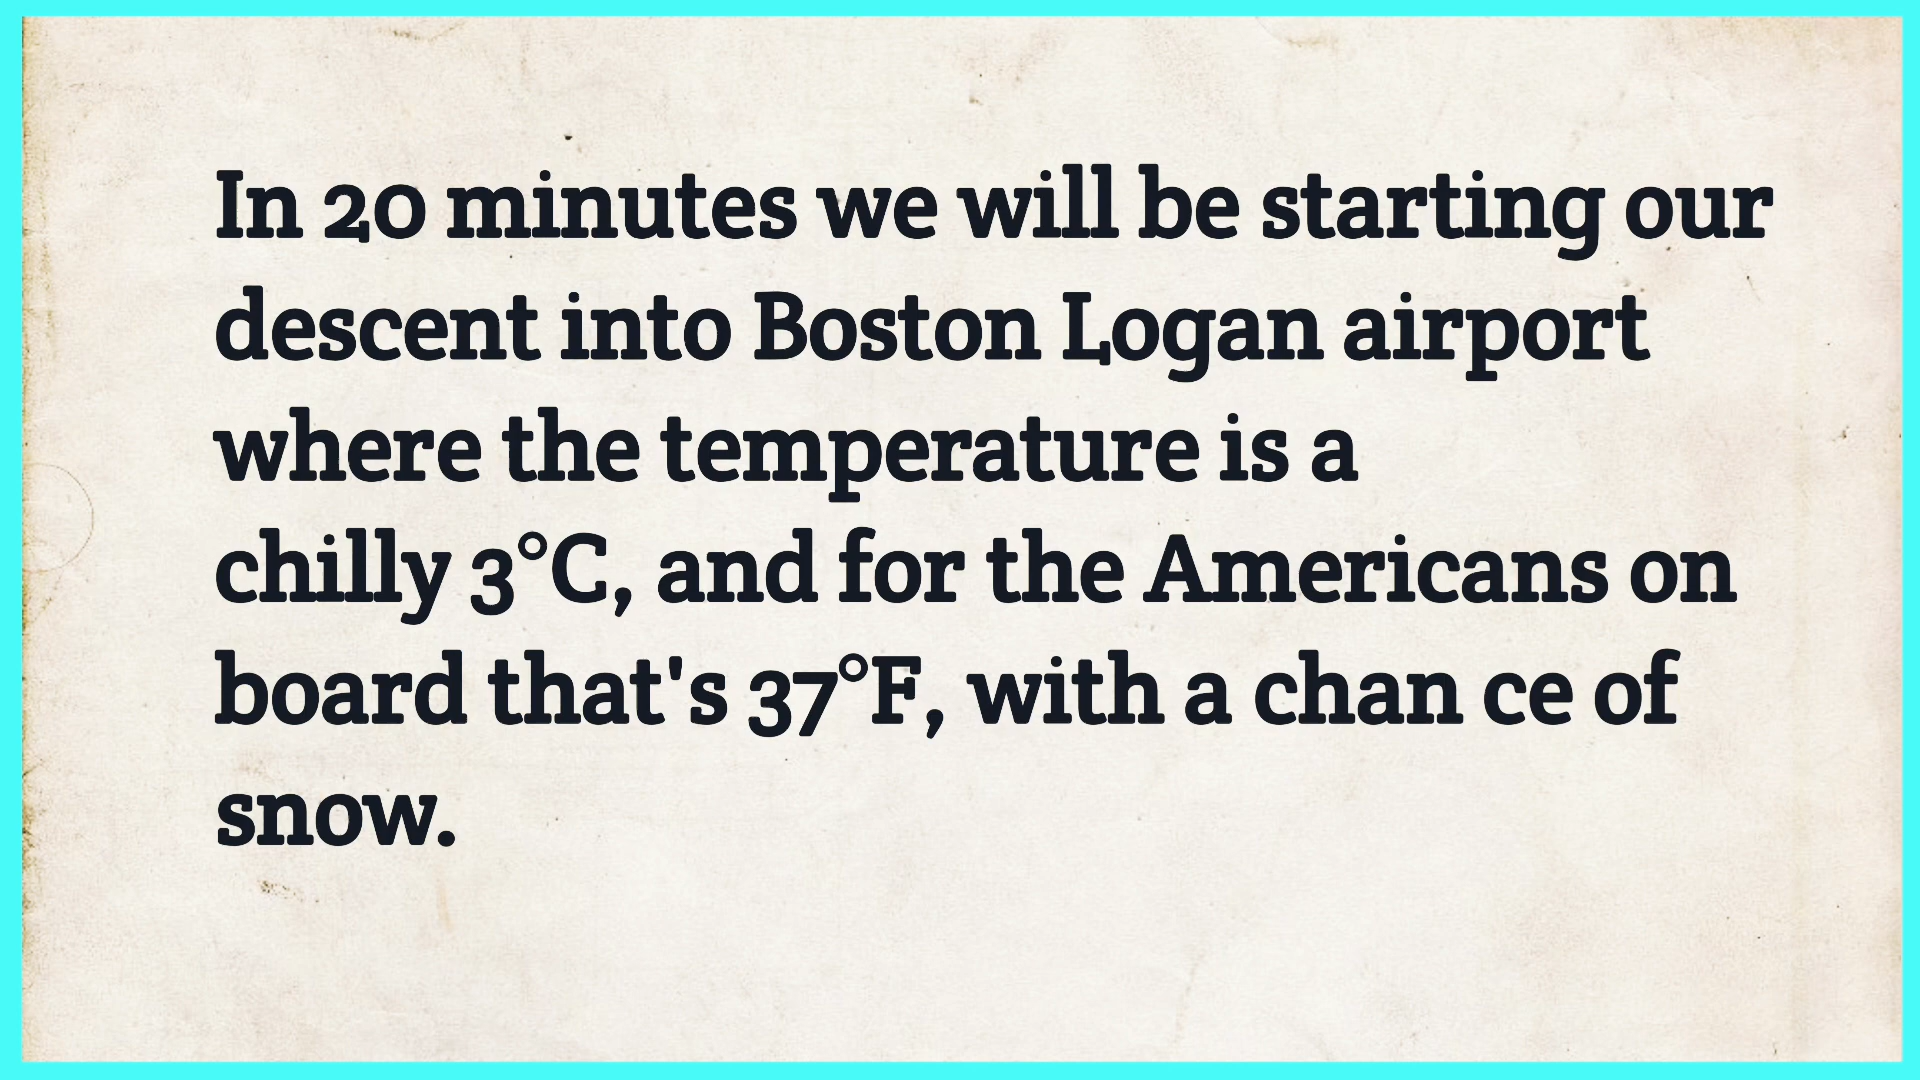 In 20 minutes we will be starting our
descent into Boston Logan airport
where the temperature is a
chilly 3°C, and for the Americans on
board that's 37°F, with a chan ce of
snow.